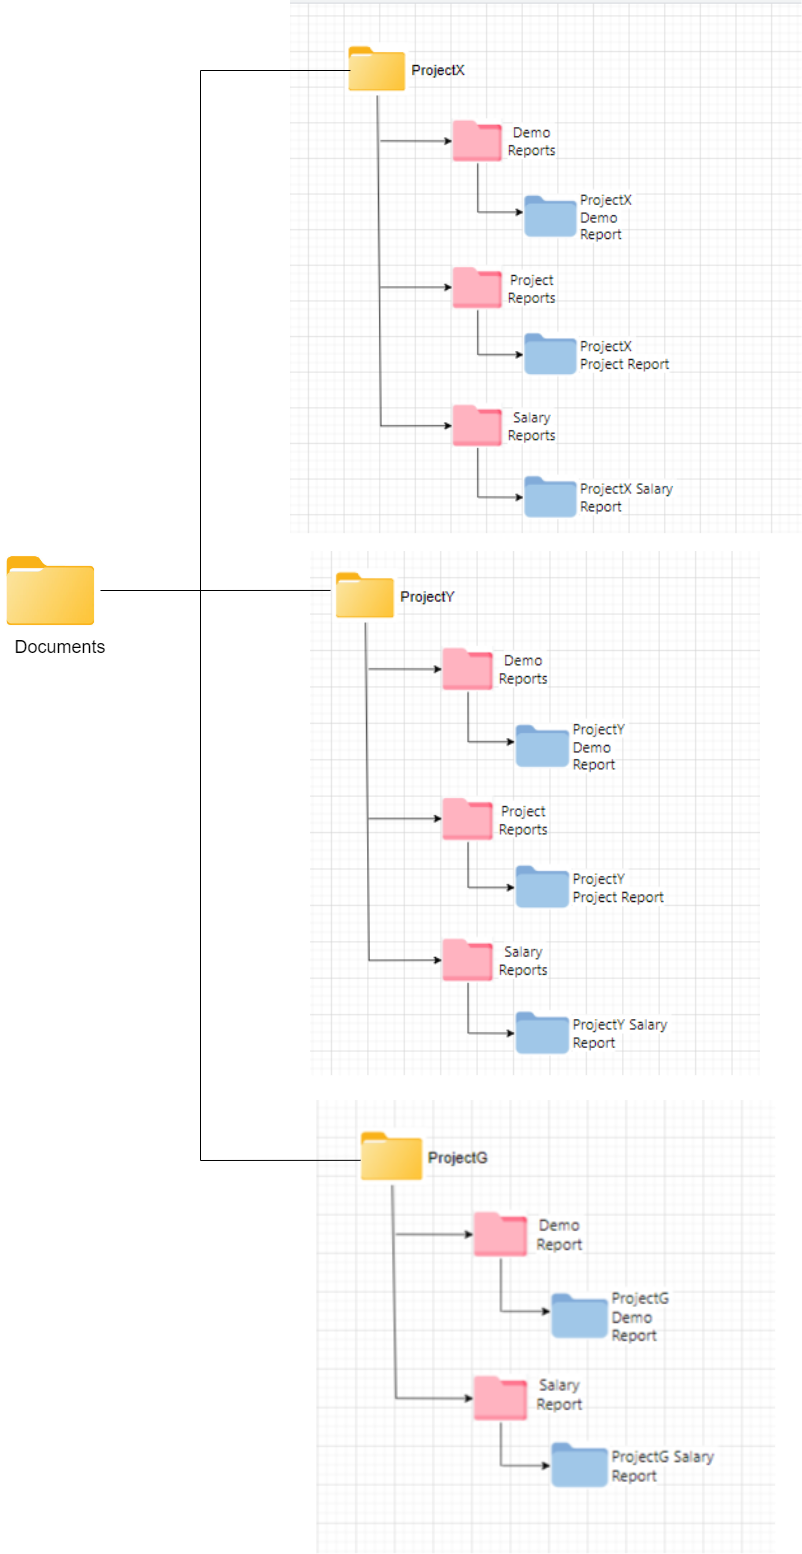 ProjectX
Demo
Reports
ProjectX
Demo
Report
Project
Reports
ProjectX
Project Report
Salary
Reports
ProjectX Salary
Report
Documents
ProjectY
Demo
Reports
ProjectY
Demo
Report
Project
Reports
ProjectY
Project Report
Salary
Reports
ProjectY Salary
Report
ProjectG
Demo
Report
ProjectG
Demo
Report
Salary
Report
ProjectG Salary
Report